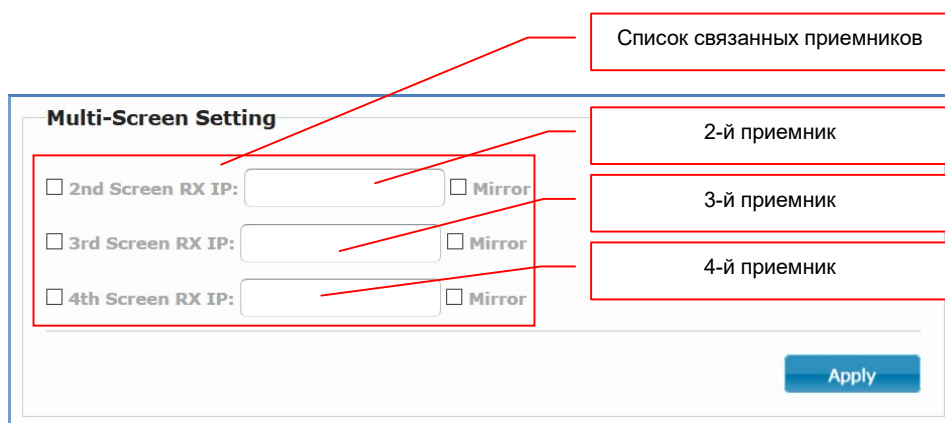 Список связанных приемников
Multi-Screen Setting
2-й приемник
2nd Screen RX IP: Mirror
3-й приемник
3rd Screen RX IP: Mirror
4-й приемник
4th Screen RX IP: Mirror
Apply